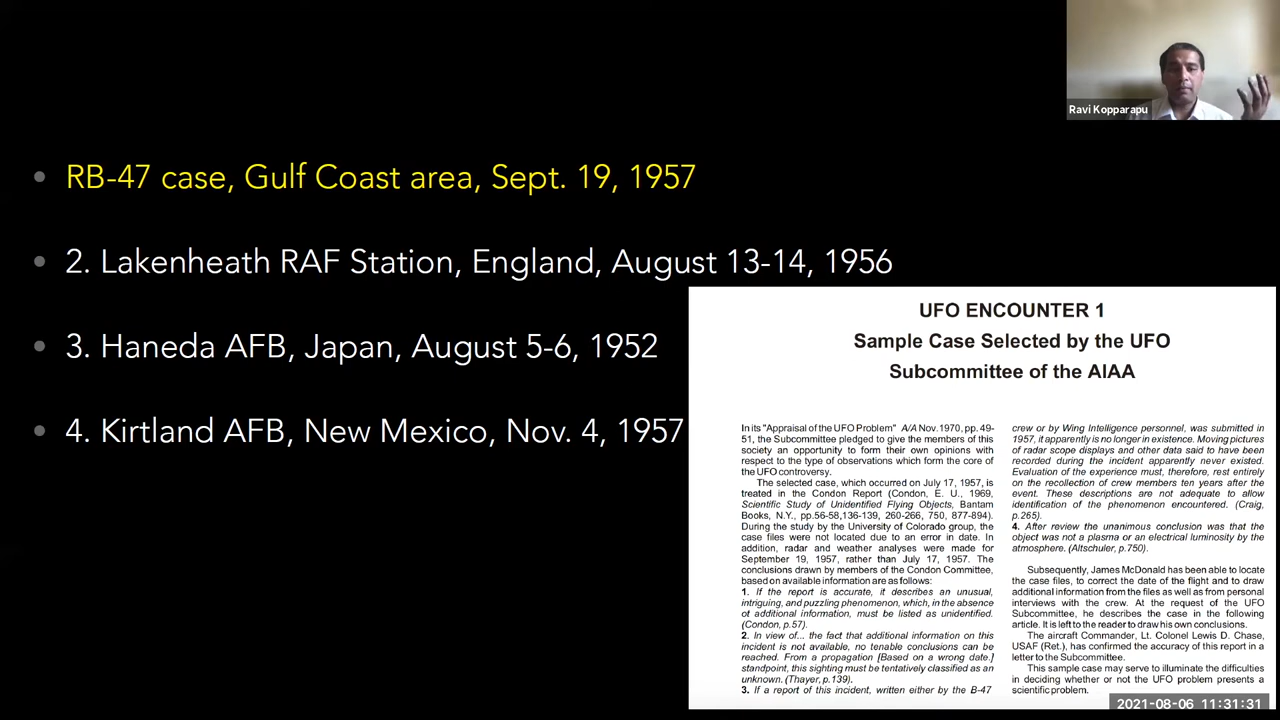 Ravi Kopparapu
RB-47 case, Gulf Coast area, Sept. 19, 1957
2. Lakenheath RAF Station, England, August 13-14, 1956
3. Haneda AFB, Japan, August 5-6, 1952
4. Kirtland AFB, New Mexico, Nov. 4, 1957
UFO ENCOUNTER 1
Sample Case Selected by the UFO
Subcommittee of the AIAA
In its "Appraisal of the UFO Problem" A/A Nov. 1970, pp. 49-
51, the Subcommittee pledged to give the members of this
society an opportunity to form their own opinions with
respect to the type of observations which form the core of
the UFO controversy.
The selected case, which occurred on July 17, 1957, is
treated in the Condon Report (Condon, E. U., 1969,
Scientific Study of Unidentified Flying Objects, Bantam
Books, N.Y., pp.56-58,136-139, 260-266, 750, 877-894).
During the study by the University of Colorado group, the
case files were not located due to an error in date. In
addition, radar and weather analyses were made for
September 19, 1957, rather than July 17, 1957. The
conclusions drawn by members of the Condon Committee,
based on available information are as follows:
1. If the report is accurate, it describes an unusual,
intriguing, and puzzling phenomenon, which, in the absence
of additional information, must be listed as unidentified.
(Condon, p.57).
2. In view of... the fact that additional information on this
incident is not available, no tenable conclusions can be
reached. From a propagation [Based on a wrong date.]
standpoint, this sighting must be tentatively classified as an
unknown. (Thayer, p.139).
3. If a report of this incident, written either by the B-47
crew or by Wing Intelligence personnel, was submitted in
1957, it apparently is no longer in existence. Moving pictures
of radar scope displays and other data said to have been
recorded during the incident apparently never existed.
Evaluation of the experience must, therefore, rest entirely
on the recollection of crew members ten years after the
event. These descriptions are not adequate to allow
identification of the phenomenon encountered. (Craig,
p.265).
4. After review the unanimous conclusion was that the
object was not a plasma or an electrical luminosity by the
atmosphere. (Altschuler, p.750).
Subsequently, James McDonald has been able to locate
the case files, to correct the date of the flight and to draw
additional information from the files as well as from personal
interviews with the crew. At the request of the UFO
Subcommittee, he describes the case in the following
article. It is left to the reader to draw his own conclusions.
The aircraft Commander, Lt. Colonel Lewis D. Chase,
USAF (Ret.), has confirmed the accuracy of this report in a
letter to the Subcommittee.
This sample case may serve to illuminate the difficulties
in deciding whether or not the UFO problem presents a
scientific problem.
2021-08-06 11:31:31